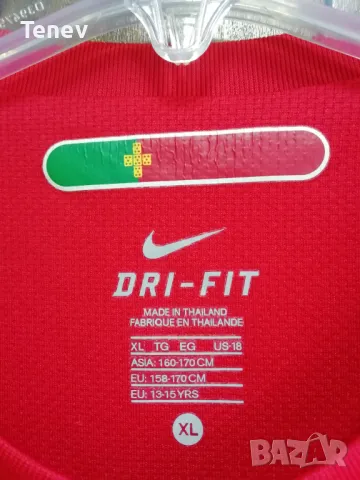 Tenev
DRI-FIT
MADE IN THAILAND
FABRIQUE EN THAILANDE
XL TG EG US-18
ASIA: 160-170 CM
EU: 158-170 CM
EU: 13-15 YRS
XL
BAZAR